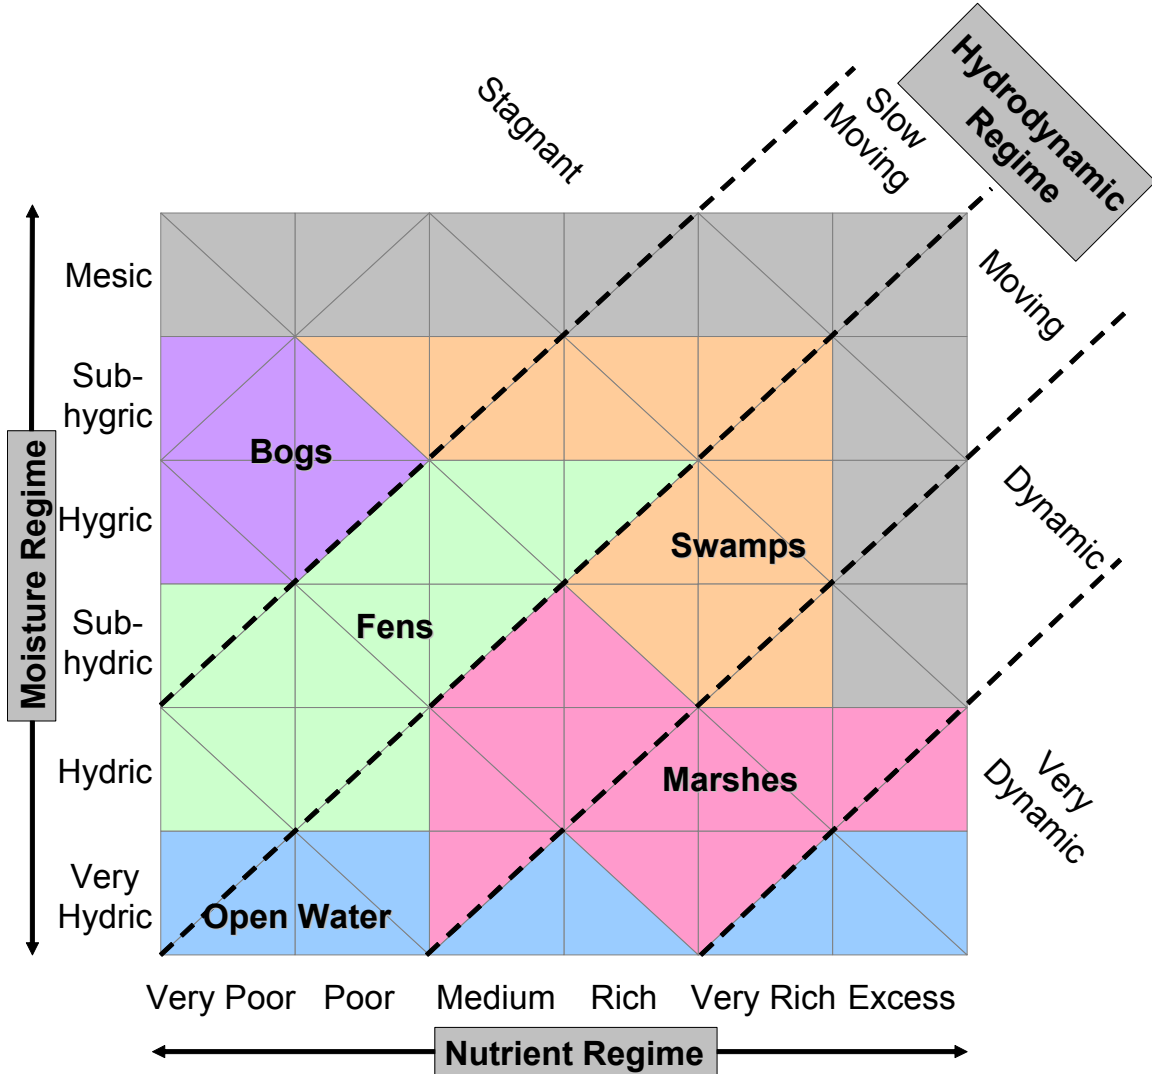 Hydrodynamic
Regime
Stagnant
Slow
Moving
Moving
Dynamic
Very
Dynamic
Moisture Regime
Mesic
Sub-
hygric
Hygric
Sub-
hydric
Hydric
Very
Hydric
Bogs
Swamps
Fens
Marshes
Open Water
Very Poor
Poor
Medium
Rich
Very Rich
Excess
Nutrient Regime